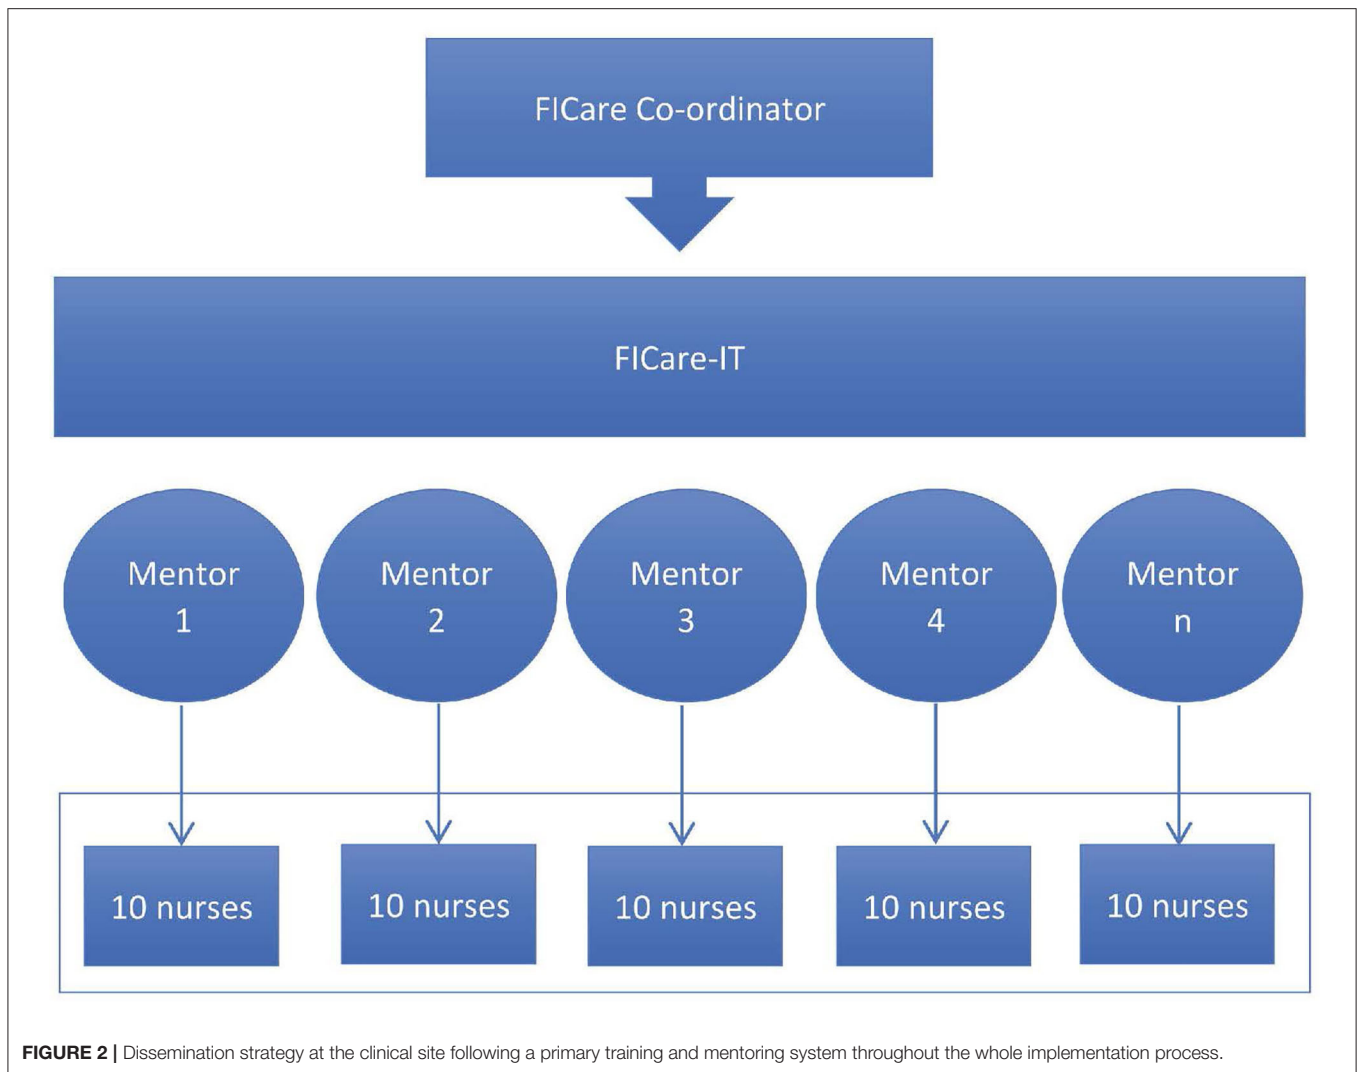 FICare Co-ordinator
FICare-IT
Mentor
1
Mentor
2
Mentor
3
Mentor
4
Mentor
n
10 nurses
10 nurses
10 nurses
10 nurses
10 nurses
FIGURE 2 | Dissemination strategy at the clinical site following a primary training and mentoring system throughout the whole implementation process.